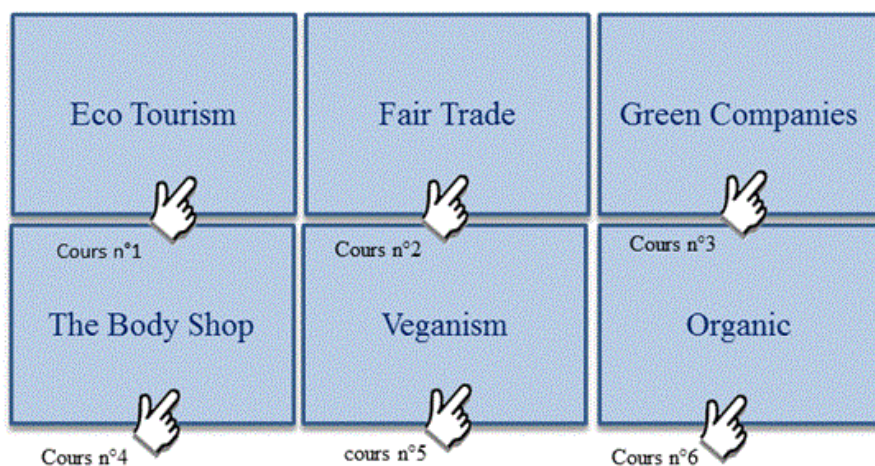 Eco Tourism
Fair Trade
Green Companies
Cours n°1
Cours n°2
Cours n°3
The Body Shop
Veganism
Organic
Cours n°4
cours n°5
Cours n°6